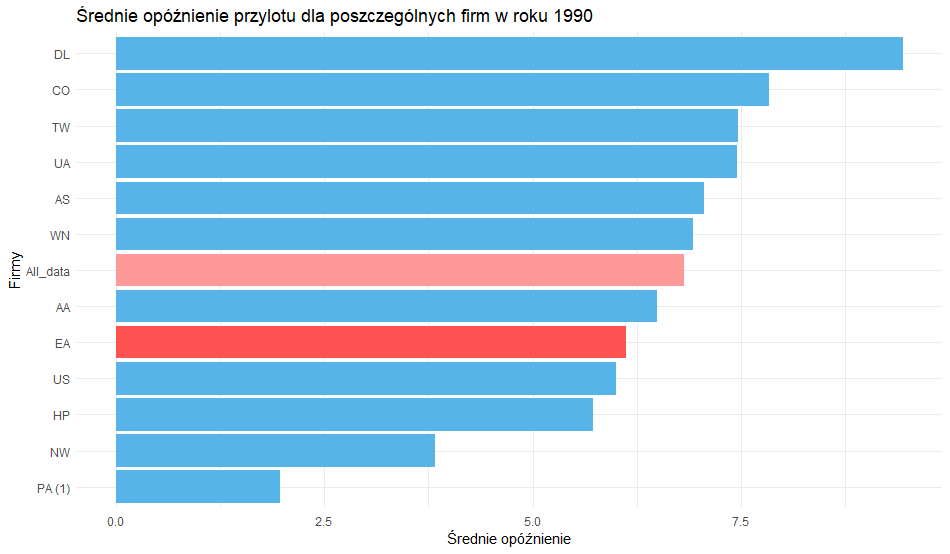 Średnie opóźnienie przylotu dla poszczególnych firm w roku 1990
Firmy
DL
CO
TW
UA
AS
WN
All_data
AA
EA
US
HP
NW
PA (1)
0.0 2.5 5.0 7.5
Średnie opóźnienie